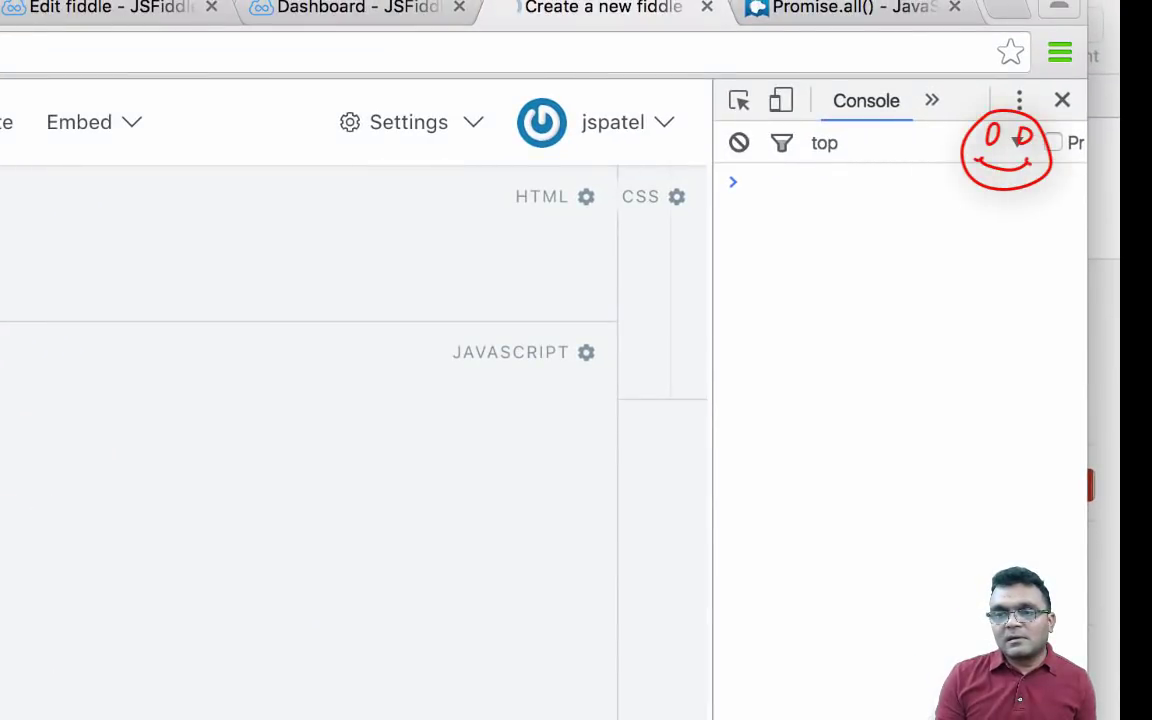 Edit fiddle - JSFiddl
Dashboard - JSFiddl
Create a new fiddle
Promise.all() - JavaS
nt
e
Embed
Settings
jspatel
Console
top
Pr
HTML
CSS
JAVASCRIPT